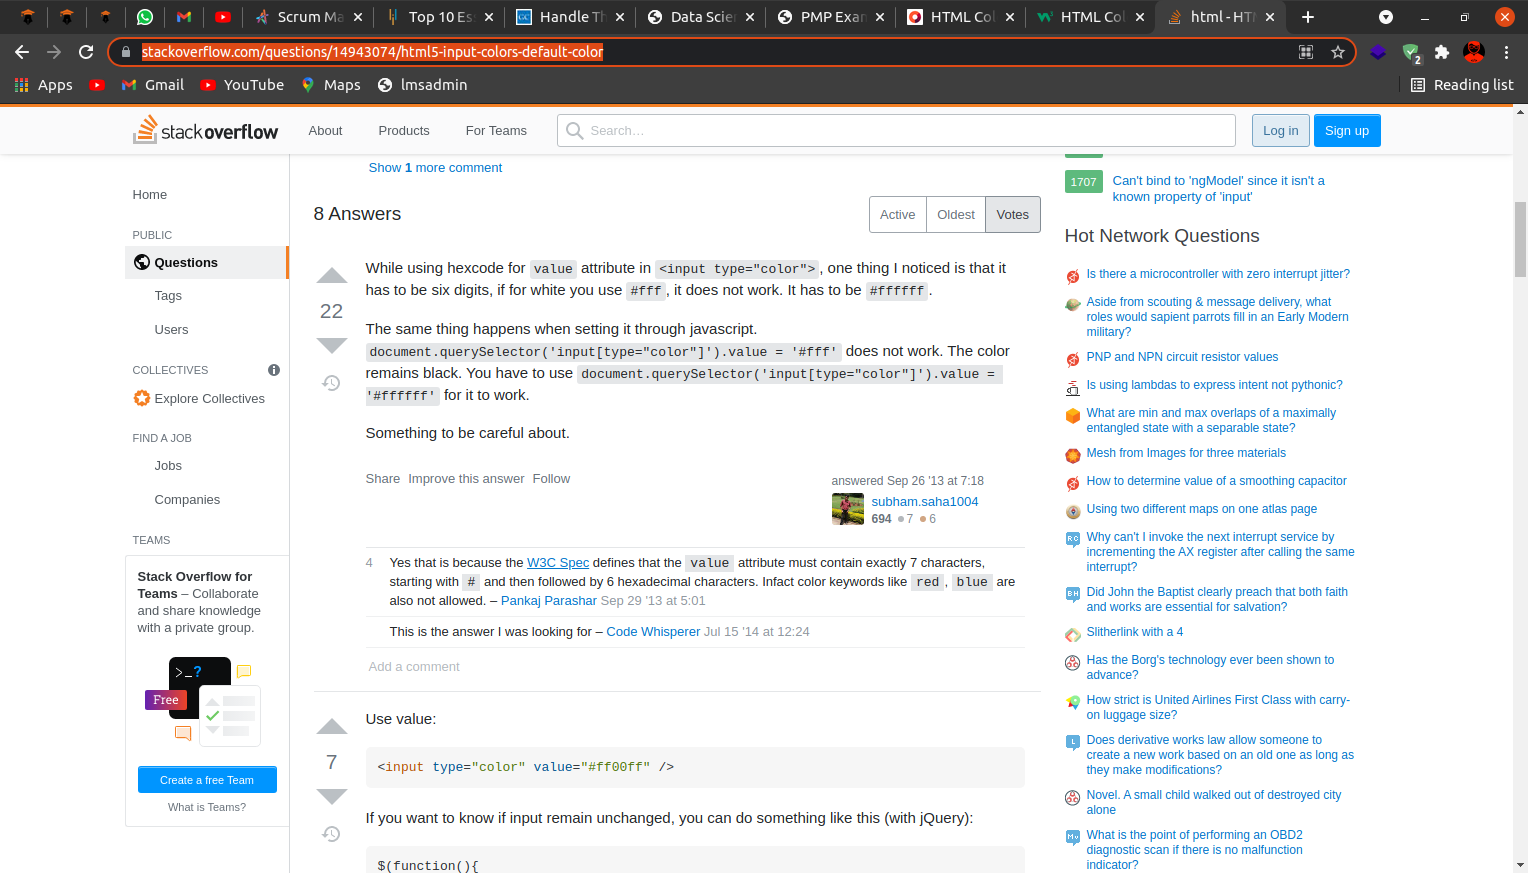 Scrum Ma
Top 10 Es
Handle Th
Data Scie
PMP Exa
HTML Col
HTML Col
html - HT
stackoverflow.com/questions/14943074/html5-input-colors-default-color
2
Apps
Gmail
YouTube
Maps
lmsadmin
Reading list
stackoverflow
About
Products
For Teams
Search…
Log in
Sign up
Home
PUBLIC
Questions
Tags
Users
COLLECTIVES
Explore Collectives
FIND A JOB
Jobs
Companies
TEAMS
Stack Overflow for
Teams – Collaborate
and share knowledge
with a private group.
>_?
Free
Create a free Team
What is Teams?
Show 1 more comment
8 Answers
Active
Oldest
Votes
22
While using hexcode for value attribute in <input type="color">, one thing I noticed is that it
has to be six digits, if for white you use #fff, it does not work. It has to be #ffffff.
The same thing happens when setting it through javascript.
document.querySelector('input[type="color"]').value = '#fff' does not work. The color
remains black. You have to use document.querySelector('input[type="color"]').value =
'#ffffff' for it to work.
Something to be careful about.
Share Improve this answer Follow
answered Sep 26 '13 at 7:18
subham.saha1004
694 7 6
4
Yes that is because the W3C Spec defines that the value attribute must contain exactly 7 characters,
starting with # and then followed by 6 hexadecimal characters. Infact color keywords like red, blue are
also not allowed. – Pankaj Parashar Sep 29 '13 at 5:01
This is the answer I was looking for – Code Whisperer Jul 15 '14 at 12:24
Add a comment
7
Use value:
<input type="color" value="#ff00ff" />
If you want to know if input remain unchanged, you can do something like this (with jQuery):
$(function(){
1707
Can't bind to 'ngModel' since it isn't a
known property of 'input'
Hot Network Questions
Is there a microcontroller with zero interrupt jitter?
Aside from scouting & message delivery, what
roles would sapient parrots fill in an Early Modern
military?
PNP and NPN circuit resistor values
Is using lambdas to express intent not pythonic?
What are min and max overlaps of a maximally
entangled state with a separable state?
Mesh from Images for three materials
How to determine value of a smoothing capacitor
Using two different maps on one atlas page
Why can't I invoke the next interrupt service by
incrementing the AX register after calling the same
interrupt?
Did John the Baptist clearly preach that both faith
and works are essential for salvation?
Slitherlink with a 4
Has the Borg's technology ever been shown to
advance?
How strict is United Airlines First Class with carry-
on luggage size?
Does derivative works law allow someone to
create a new work based on an old one as long as
they make modifications?
Novel. A small child walked out of destroyed city
alone
What is the point of performing an OBD2
diagnostic scan if there is no malfunction
indicator?